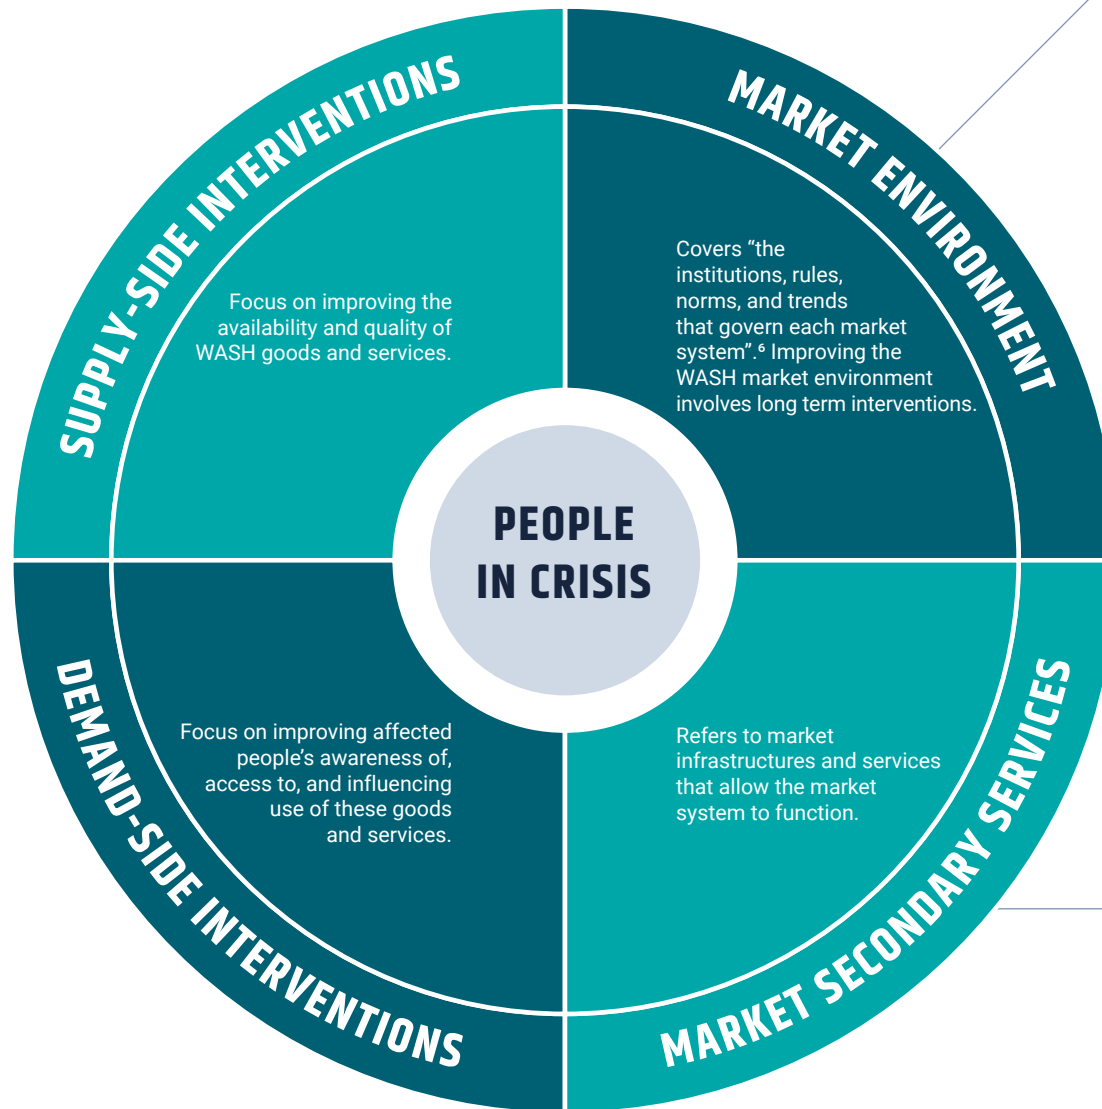 SUPPLY-SIDE INTERVENTIONS
Focus on improving the
availability and quality of
WASH goods and services.
MARKET ENVIRONMENT
Covers “the
institutions, rules,
norms, and trends
that govern each market
system”.⁶ Improving the
WASH market environment
involves long term interventions.
PEOPLE
IN CRISIS
DEMAND-SIDE INTERVENTIONS
Focus on improving affected
people’s awareness of,
access to, and influencing
use of these goods
and services.
MARKET SECONDARY SERVICES
Refers to market
infrastructures and services
that allow the market
system to function.